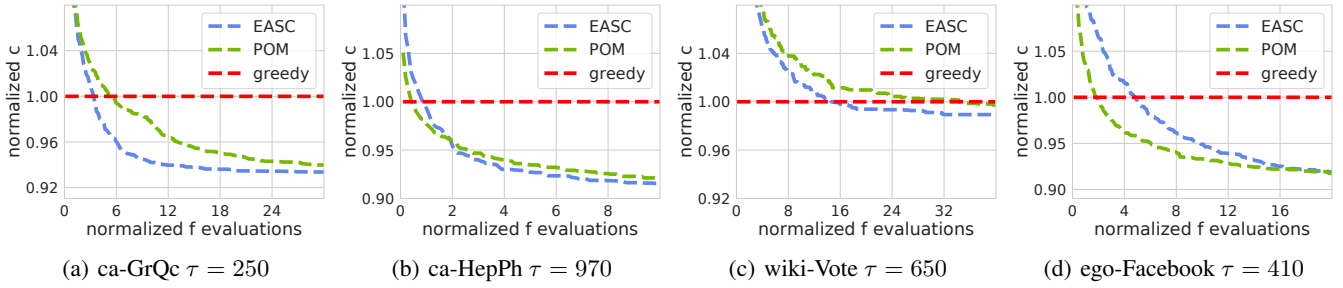 normalized c
1.04
1.00
0.96
0.92
0 6 12 18 24
normalized f evaluations
EASC
POM
greedy
(a) ca-GrQc τ = 250
normalized c
1.05
1.00
0.95
0.90
0 2 4 6 8
normalized f evaluations
EASC
POM
greedy
(b) ca-HepPh τ = 970
normalized c
1.04
1.00
0.96
0.92
0 8 16 24 32
normalized f evaluations
EASC
POM
greedy
(c) wiki-Vote τ = 650
normalized c
1.05
1.00
0.95
0.90
0 4 8 12 16
normalized f evaluations
EASC
POM
greedy
(d) ego-Facebook τ = 410